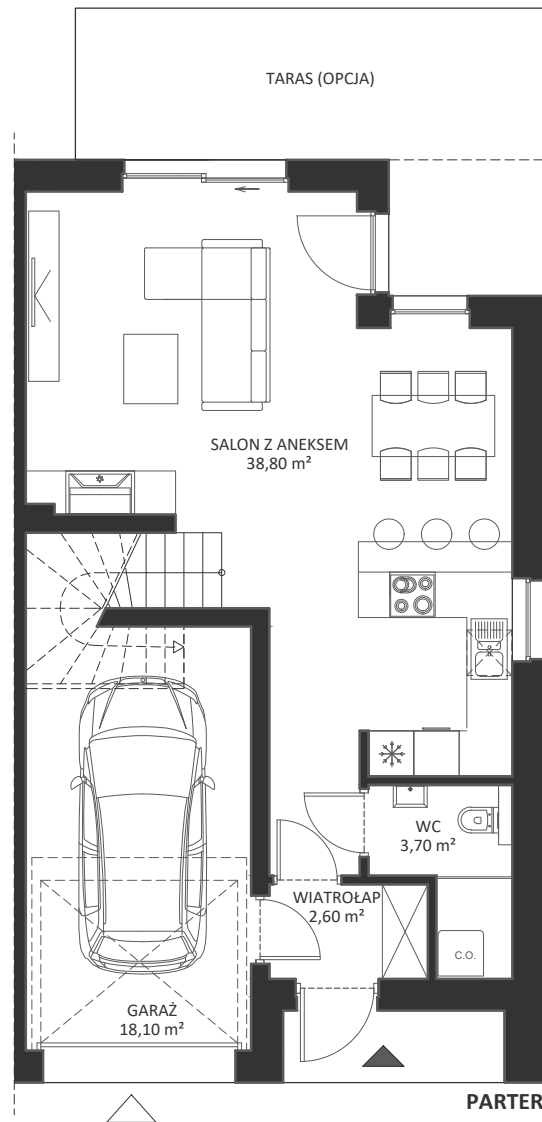 TARAS (OPCJA)
SALON Z ANEKSEM
38,80 m²
WC
3,70 m²
WIATROŁAP
2,60 m²
C.O.
GARAŻ
18,10 m²
PARTER